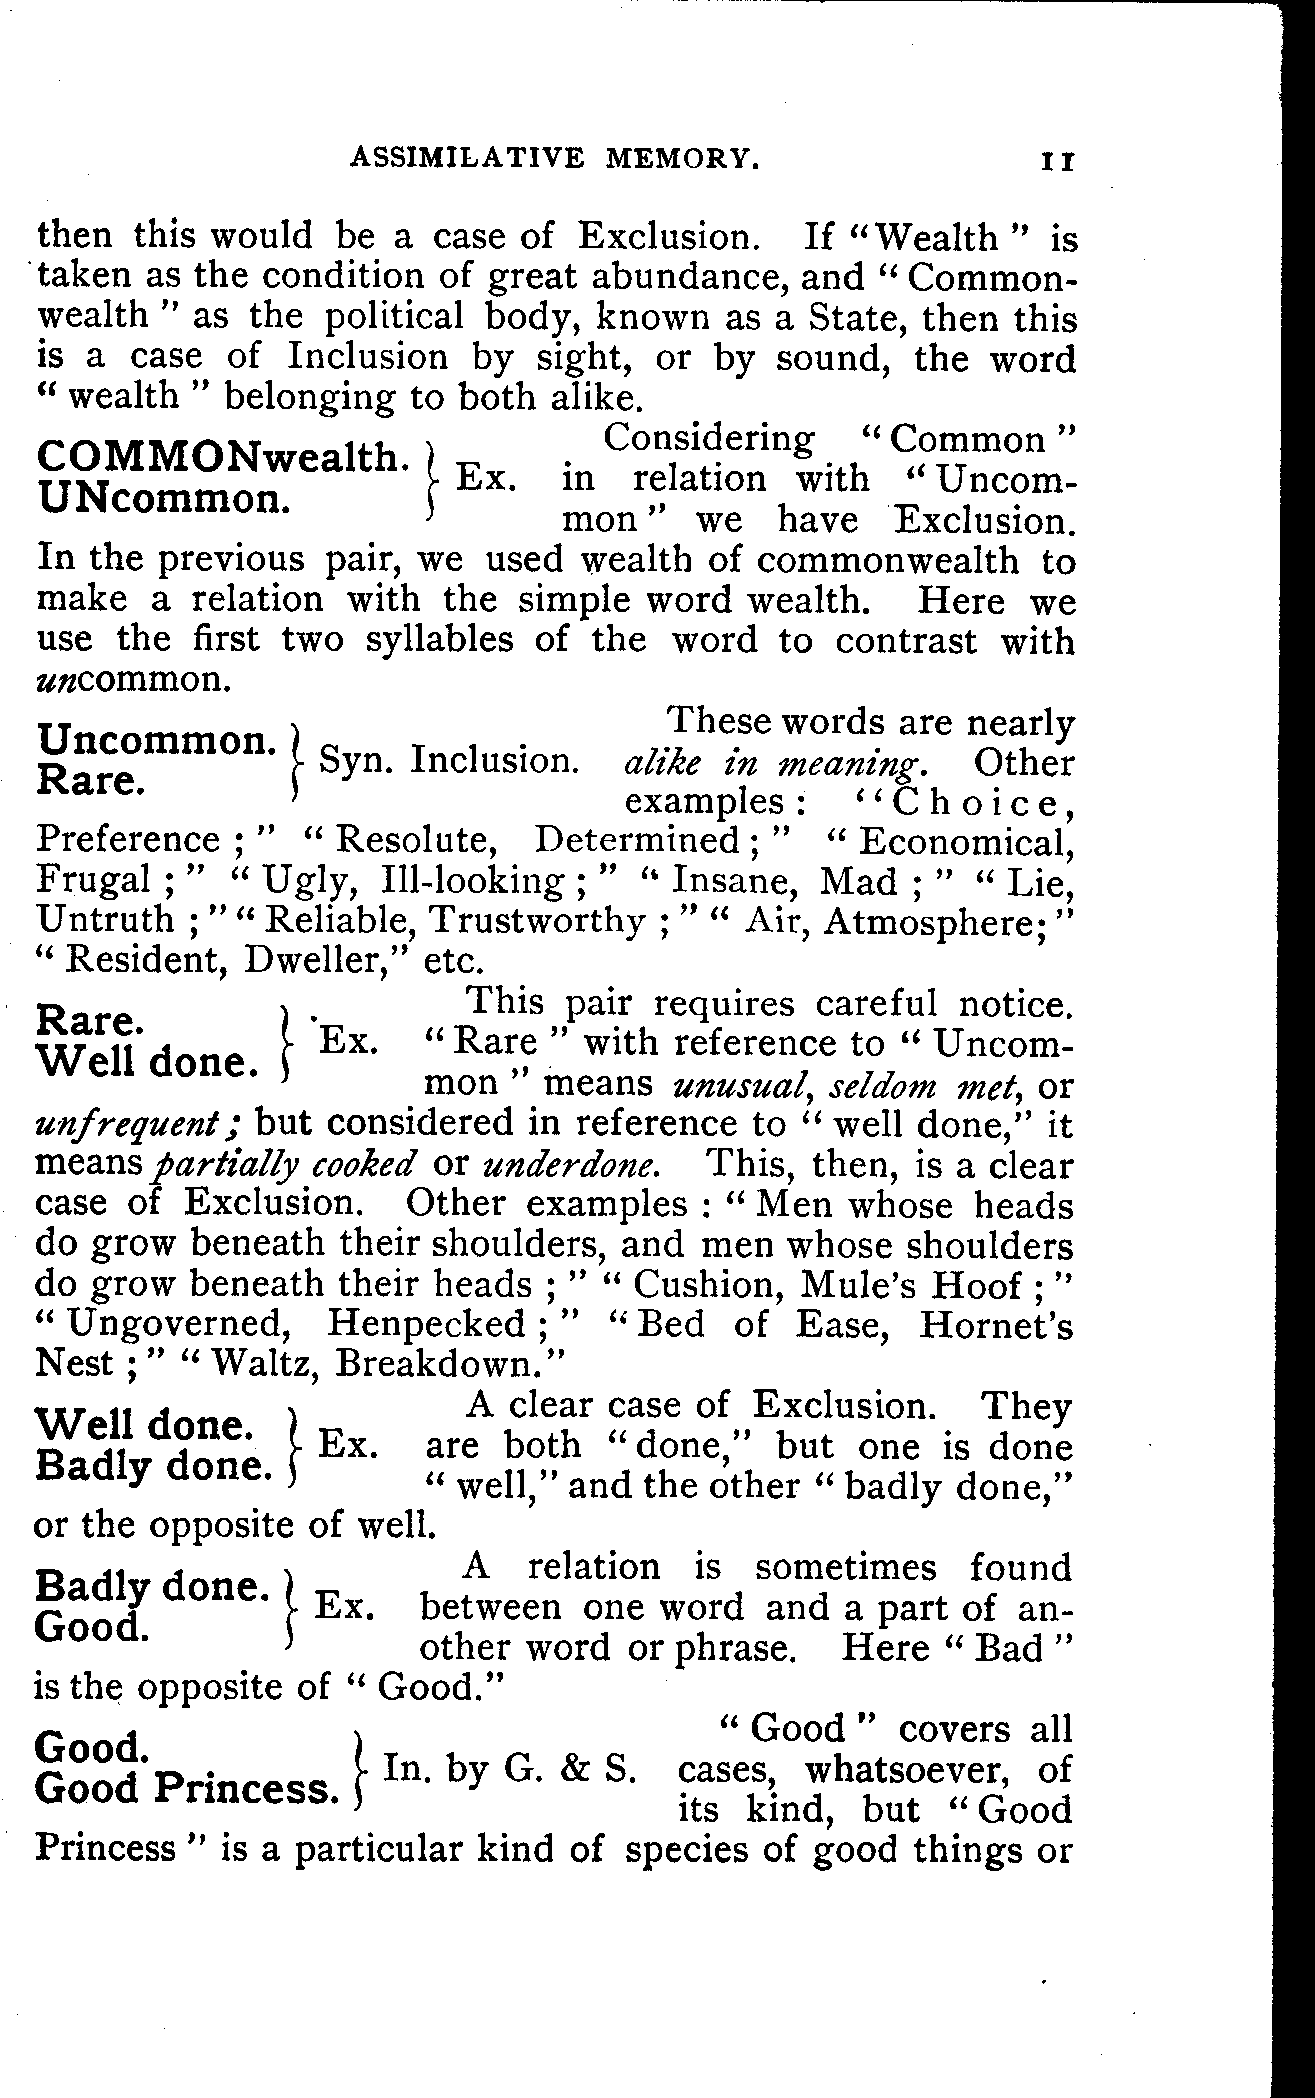 ASSIMILATIVE MEMORY. 11
then this would be a case of Exclusion. If "Wealth" is
taken as the condition of great abundance, and "Common-
wealth" as the political body, known as a State, then this
is a case of Inclusion by sight, or by sound, the word
"wealth" belonging to both alike.
COMMONwealth.
UNcommon.
} Ex.
Considering "Common"
in relation with "Uncom-
mon" we have Exclusion.
In the previous pair, we used wealth of commonwealth to
make a relation with the simple word wealth. Here we
use the first two syllables of the word to contrast with
uncommon.
Uncommon.
Rare.
} Syn. Inclusion.
These words are nearly
alike in meaning. Other
examples: "Choice,
Preference;" "Resolute, Determined;" "Economical,
Frugal;" "Ugly, Ill-looking;" "Insane, Mad;" "Lie,
Untruth;" "Reliable, Trustworthy;" "Air, Atmosphere;"
"Resident, Dweller," etc.
Rare.
Well done.
} Ex.
This pair requires careful notice.
"Rare" with reference to "Uncom-
mon" means unusual, seldom met, or
unfrequent; but considered in reference to "well done," it
means partially cooked or underdone. This, then, is a clear
case of Exclusion. Other examples: "Men whose heads
do grow beneath their shoulders, and men whose shoulders
do grow beneath their heads;" "Cushion, Mule's Hoof;"
"Ungoverned, Henpecked;" "Bed of Ease, Hornet's
Nest;" "Waltz, Breakdown."
Well done.
Badly done.
} Ex.
A clear case of Exclusion. They
are both "done," but one is done
"well," and the other "badly done,"
or the opposite of well.
Badly done.
Good.
} Ex.
A relation is sometimes found
between one word and a part of an-
other word or phrase. Here "Bad"
is the opposite of "Good."
Good.
Good Princess.
} In. by G. & S.
"Good" covers all
cases, whatsoever, of
its kind, but "Good
Princess" is a particular kind of species of good things or